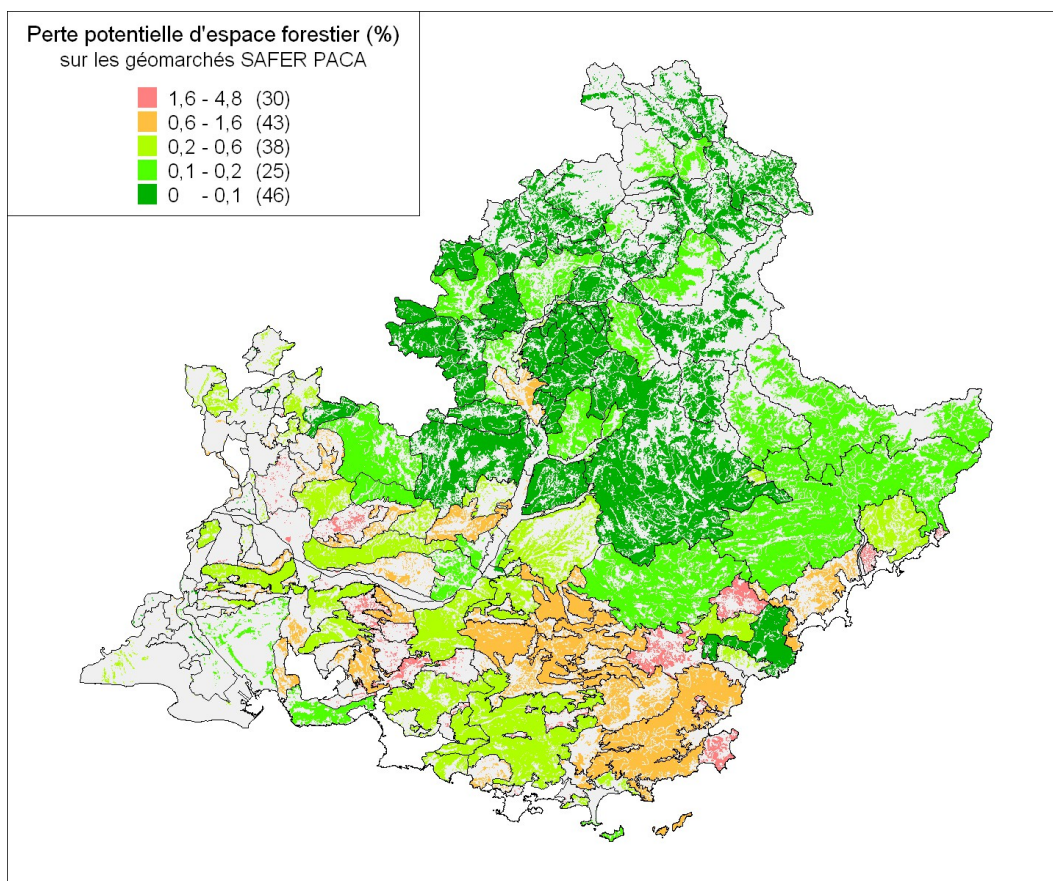 Perte potentielle d'espace forestier (%)
sur les géomarchés SAFER PACA
1,6 - 4,8 (30)
0,6 - 1,6 (43)
0,2 - 0,6 (38)
0,1 - 0,2 (25)
0 - 0,1 (46)